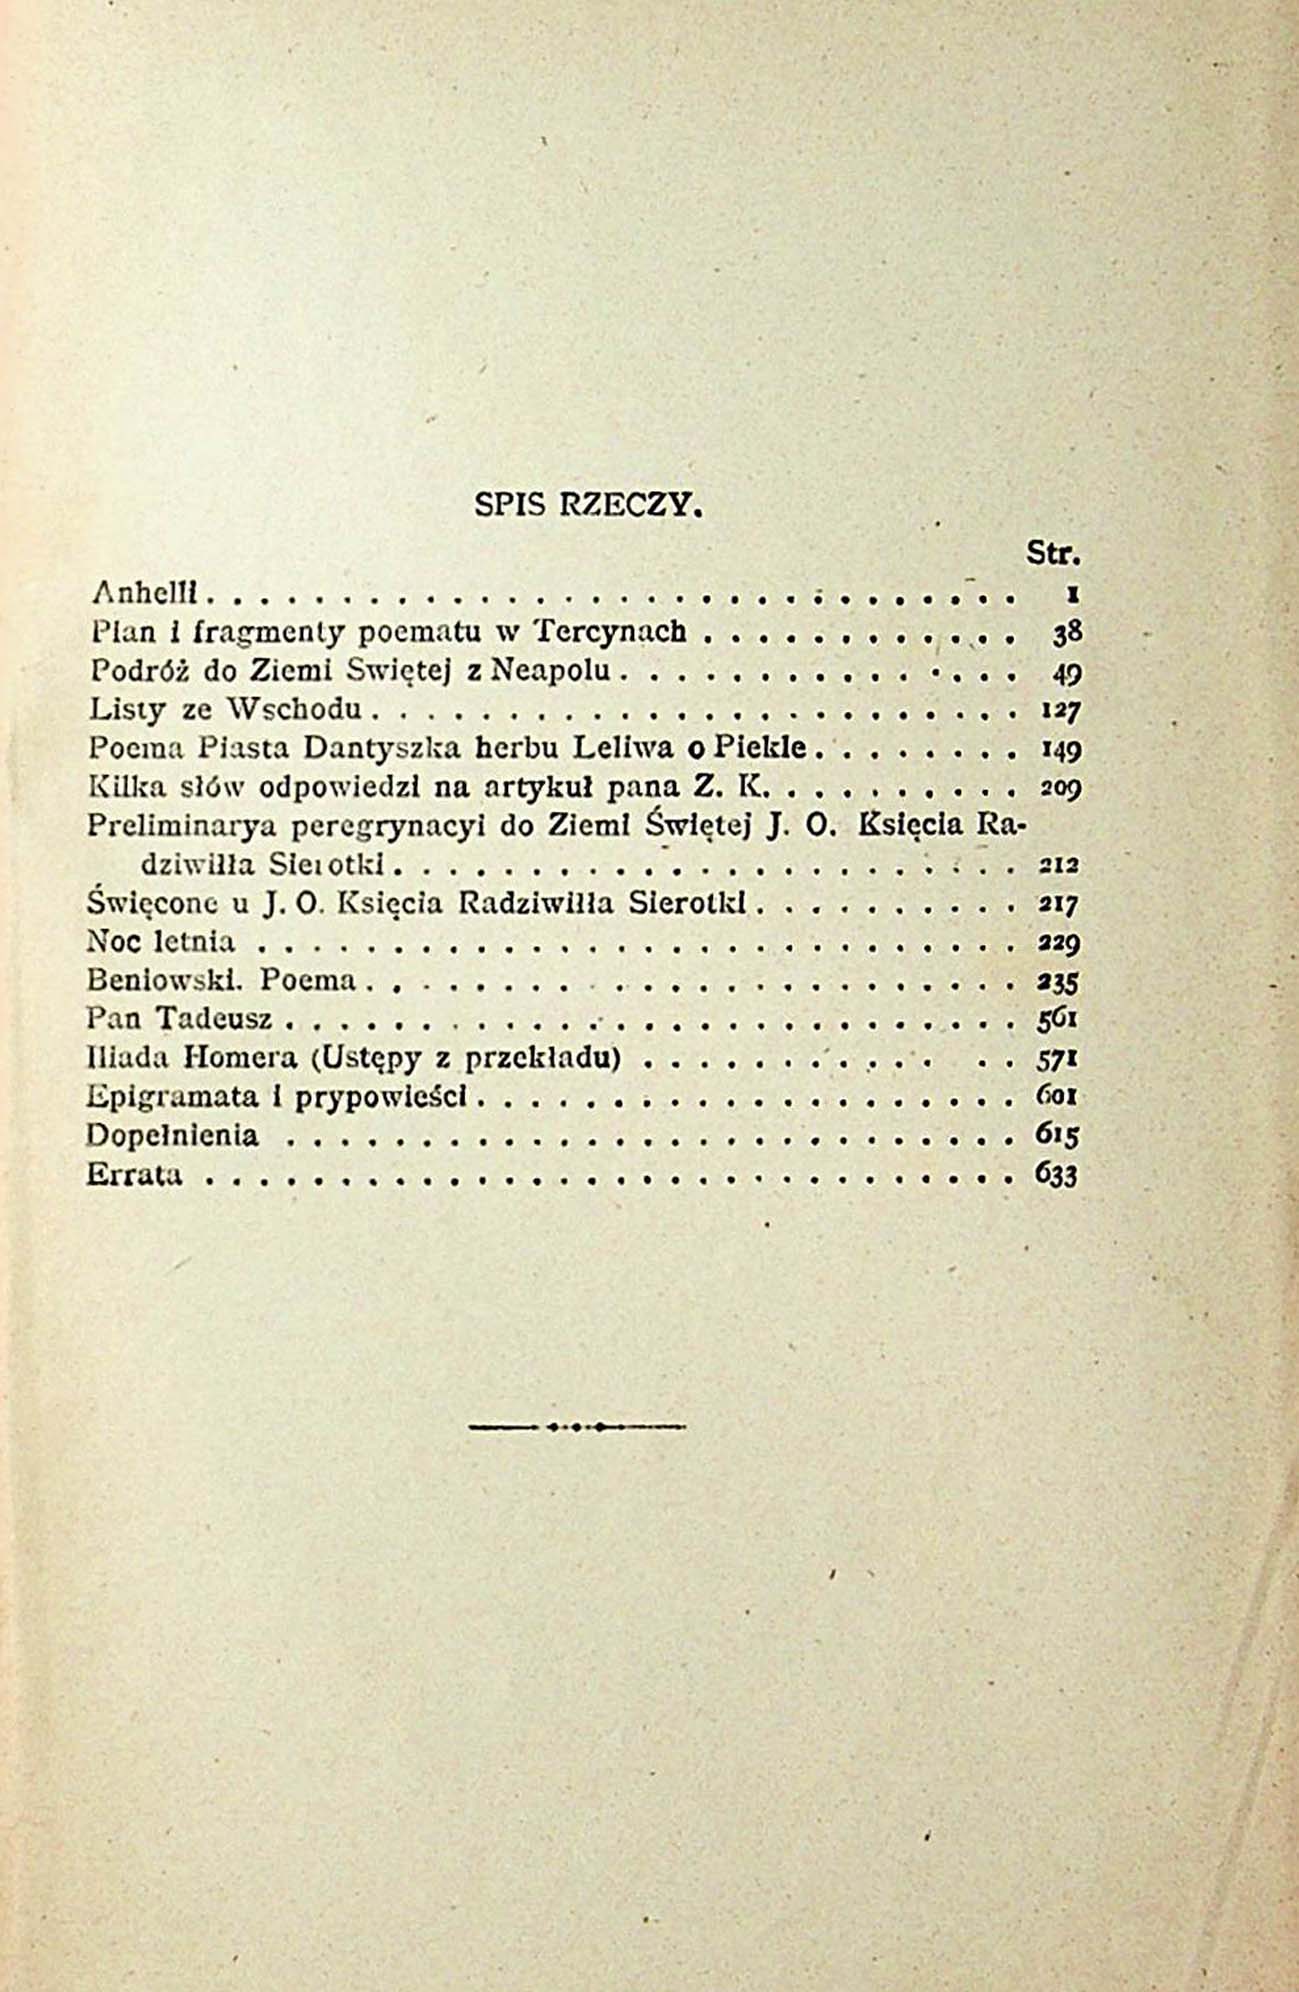 SPIS RZECZY.
Str.
Anhelli . . . . . . . . . . . . . . . . . . . . . . . . . . . . . . 1
Plan i fragmenty poematu w Tercynach . . . . . . . . . . . . 38
Podróż do Ziemi Swiętej z Neapolu . . . . . . . . . . . . . . . 49
Listy ze Wschodu . . . . . . . . . . . . . . . . . . . . . . . . 127
Poema Piasta Dantyszka herbu Leliwa o Piekle . . . . . . . . 149
Kilka słów odpowiedzi na artykuł pana Z. K. . . . . . . . . . 209
Preliminarya peregrynacyi do Ziemi Świętej J. O. Księcia Ra-
dziwiłła Sierotki . . . . . . . . . . . . . . . . . . . . . . . 212
Święcone u J. O. Księcia Radziwiłła Sierotki . . . . . . . . . . 217
Noc letnia . . . . . . . . . . . . . . . . . . . . . . . . . . . . 229
Beniowski. Poema . . . . . . . . . . . . . . . . . . . . . . . . 235
Pan Tadeusz . . . . . . . . . . . . . . . . . . . . . . . . . . . 561
Iliada Homera (Ustępy z przekładu) . . . . . . . . . . . . . 571
Epigramata i prypowieści . . . . . . . . . . . . . . . . . . . . 601
Dopełnienia . . . . . . . . . . . . . . . . . . . . . . . . . . . 615
Errata . . . . . . . . . . . . . . . . . . . . . . . . . . . . . . 633